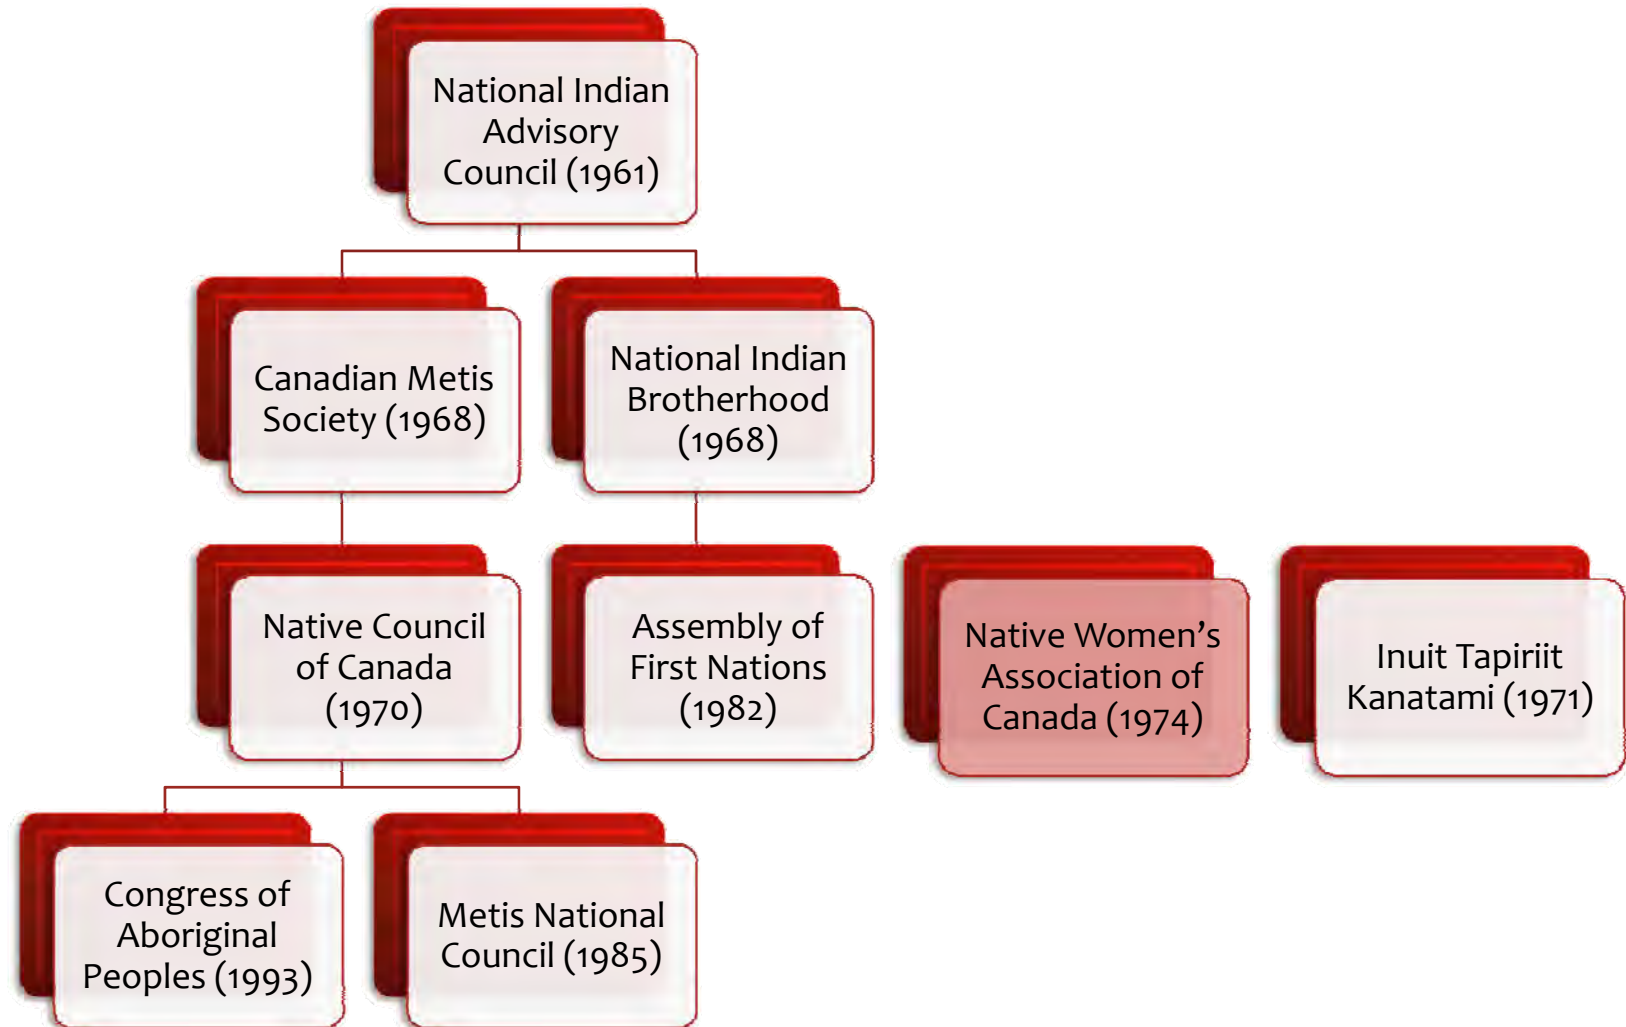 National Indian
Advisory
Council (1961)
Canadian Metis
Society (1968)
National Indian
Brotherhood
(1968)
Native Council
of Canada
(1970)
Assembly of
First Nations
(1982)
Native Women’s
Association of
Canada (1974)
Inuit Tapiriit
Kanatami (1971)
Congress of
Aboriginal
Peoples (1993)
Metis National
Council (1985)